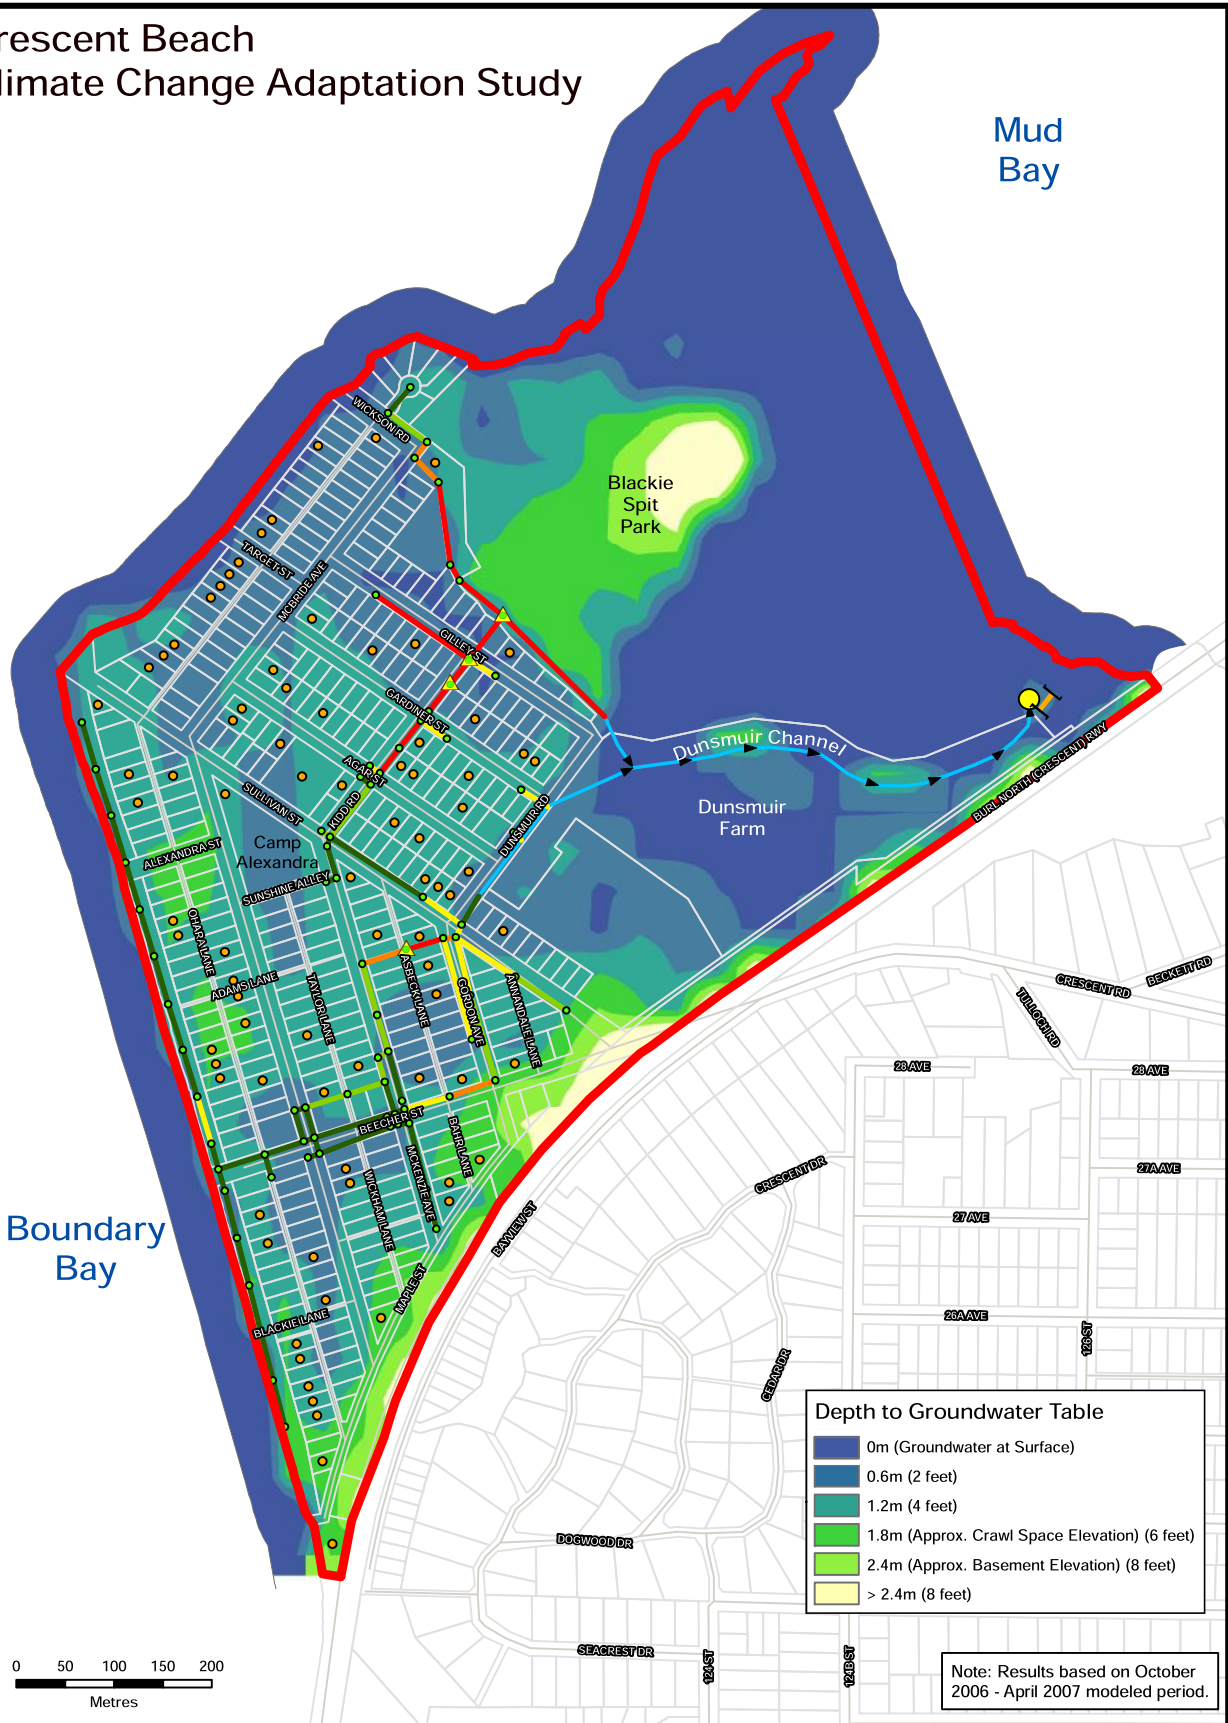 rescent Beach
limate Change Adaptation Study
Mud
Bay
WICKSON RD
Blackie
Spit
Park
TARGET ST
MCBRIDE AVE
GILLEY ST
GARDINER ST
Dunsmuir Channel
BURL NORTH (CRESCENT) RWY
AGAR ST
SULLIVAN ST
KIDD RD
DUNSMUIR RD
Dunsmuir
Farm
Camp
Alexandra
ALEXANDRA ST
SUNSHINE ALLEY
OHARA LANE
ADAMS LANE
TAYLOR LANE
ASBECK LANE
GORDON AVE
ANNANDALE LANE
CRESCENT RD
BECKETT RD
TULLOCH RD
28 AVE
28 AVE
BEECHER ST
BAHR LANE
MCKENZIE AVE
WICKHAM LANE
CRESCENT DR
27A AVE
27 AVE
BAYVIEW ST
Boundary
Bay
MAPLE ST
BLACKIE LANE
26A AVE
126 ST
CEDAR DR
Depth to Groundwater Table
0m (Groundwater at Surface)
0.6m (2 feet)
1.2m (4 feet)
1.8m (Approx. Crawl Space Elevation) (6 feet)
2.4m (Approx. Basement Elevation) (8 feet)
> 2.4m (8 feet)
DOGWOOD DR
SEACREST DR
124 ST
124B ST
0 50 100 150 200
Metres
Note: Results based on October
2006 - April 2007 modeled period.